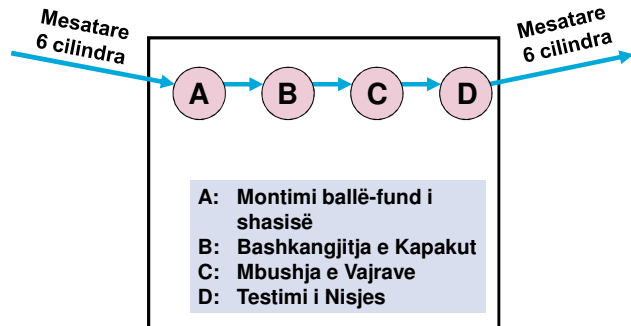 Mesatare
6 cilindra
Mesatare
6 cilindra
A B C D
A: Montimi ballë-fund i
shasisë
B: Bashkangjitja e Kapakut
C: Mbushja e Vajrave
D: Testimi i Nisjes